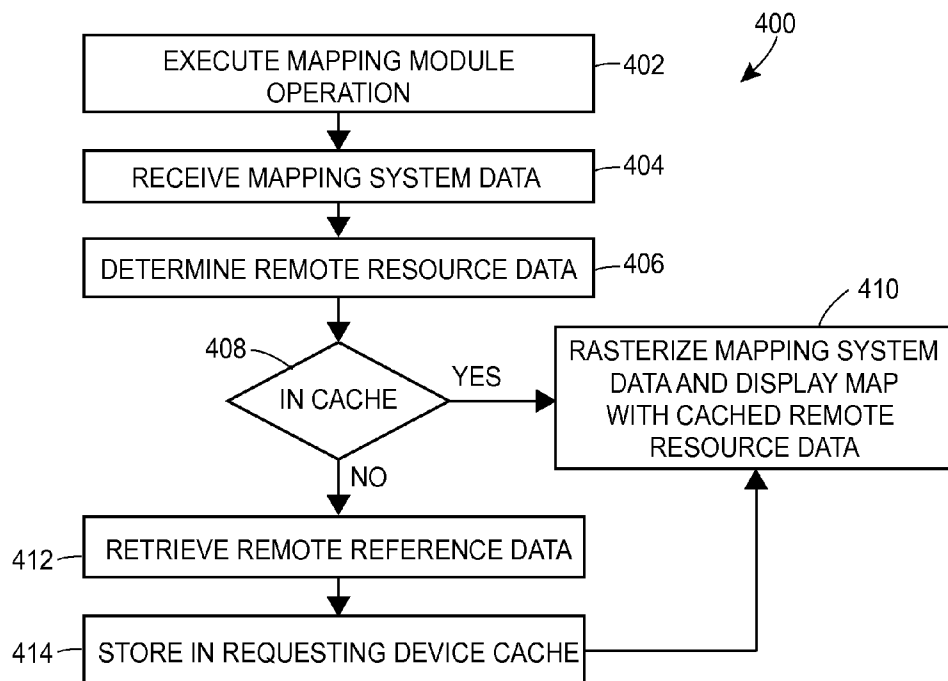 400
EXECUTE MAPPING MODULE
OPERATION
402
RECEIVE MAPPING SYSTEM DATA
404
DETERMINE REMOTE RESOURCE DATA
406
408
IN CACHE
YES
NO
410
RASTERIZE MAPPING SYSTEM
DATA AND DISPLAY MAP
WITH CACHED REMOTE
RESOURCE DATA
412
RETRIEVE REMOTE REFERENCE DATA
414
STORE IN REQUESTING DEVICE CACHE